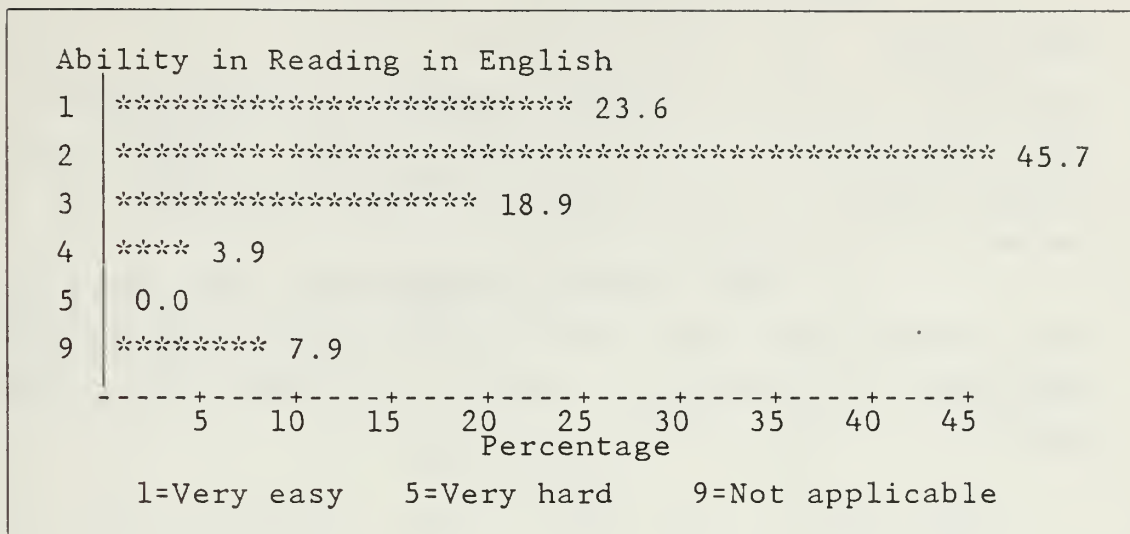 Ability in Reading in English
1 ************************ 23.6
2 ********************************************** 45.7
3 ******************* 18.9
4 **** 3.9
5 0.0
9 ******** 7.9
-----+----+----+----+----+----+----+----+----+
5 10 15 20 25 30 35 40 45
Percentage
1=Very easy 5=Very hard 9=Not applicable